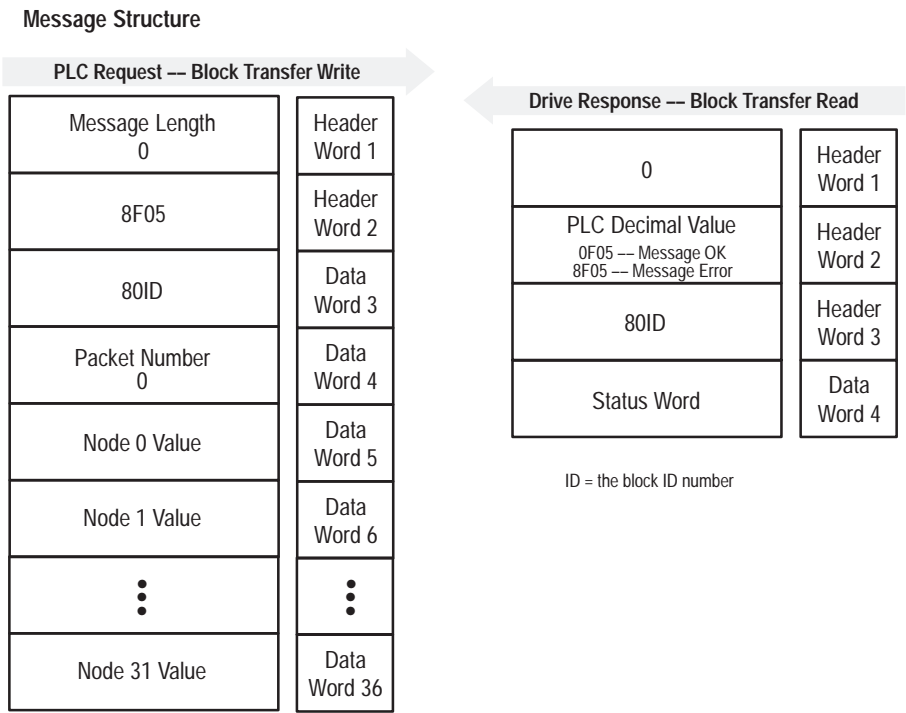 Message Structure
PLC Request –– Block Transfer Write
Message Length
0
Header
Word 1
8F05
Header
Word 2
80ID
Data
Word 3
Packet Number
0
Data
Word 4
Node 0 Value
Data
Word 5
Node 1 Value
Data
Word 6
Node 31 Value
Data
Word 36
Drive Response –– Block Transfer Read
0
Header
Word 1
PLC Decimal Value
0F05 –– Message OK
8F05 –– Message Error
Header
Word 2
80ID
Header
Word 3
Status Word
Data
Word 4
ID = the block ID number